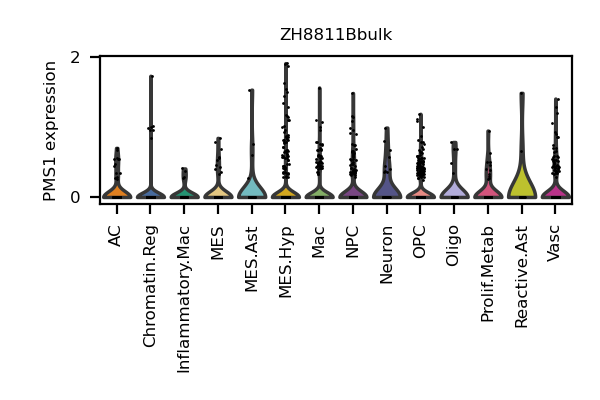 ZH8811Bbulk
PMS1 expression
2
0
AC
Chromatin.Reg
Inflammatory.Mac
MES
MES.Ast
MES.Hyp
Mac
NPC
Neuron
OPC
Oligo
Prolif.Metab
Reactive.Ast
Vasc